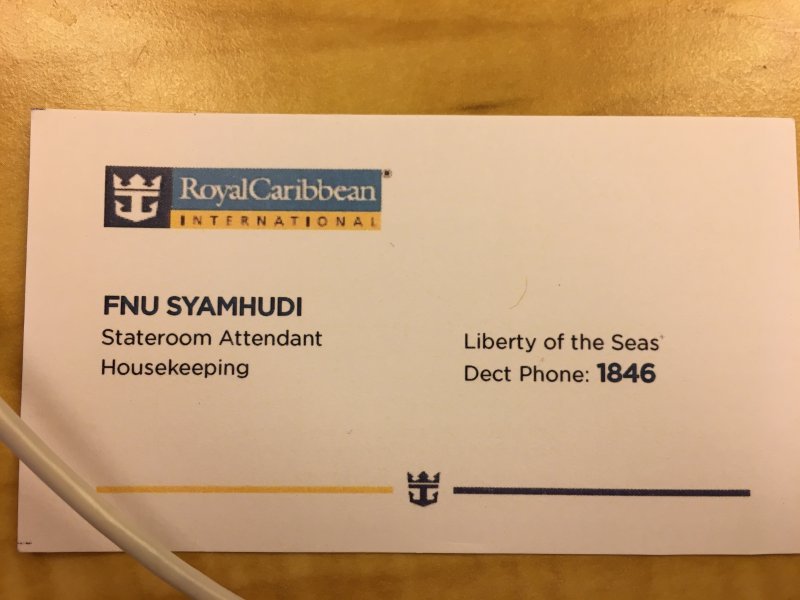 RoyalCaribbean®
INTERNATIONAL
FNU SYAMHUDI
Stateroom Attendant
Housekeeping
Liberty of the Seas
Dect Phone: 1846